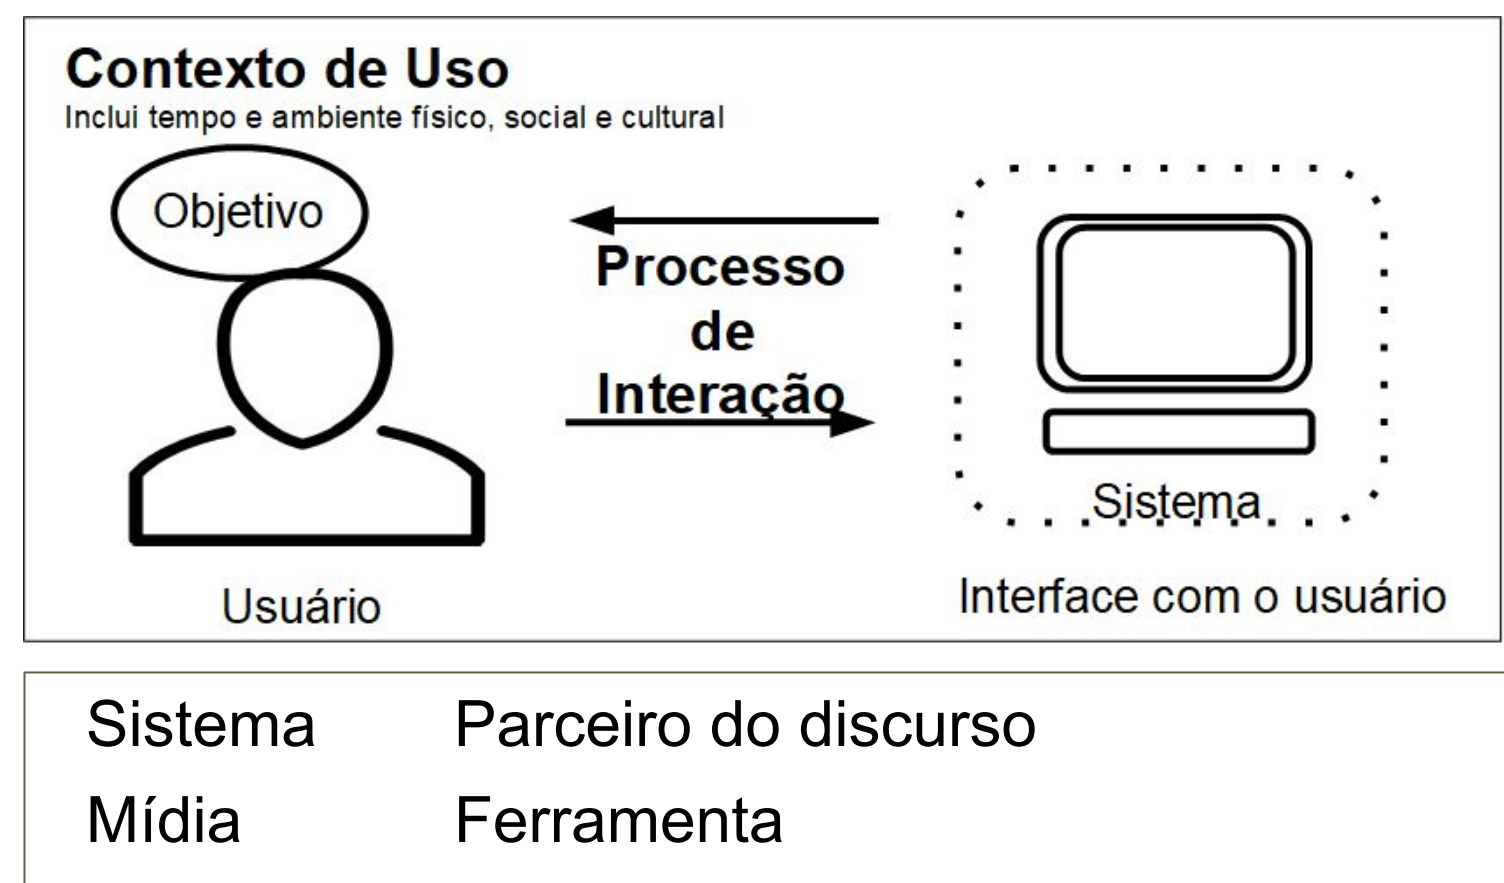 Contexto de Uso
Inclui tempo e ambiente físico, social e cultural
Objetivo
Processo
de
Interação
Sistema
Usuário
Interface com o usuário
Sistema Parceiro do discurso
Mídia Ferramenta